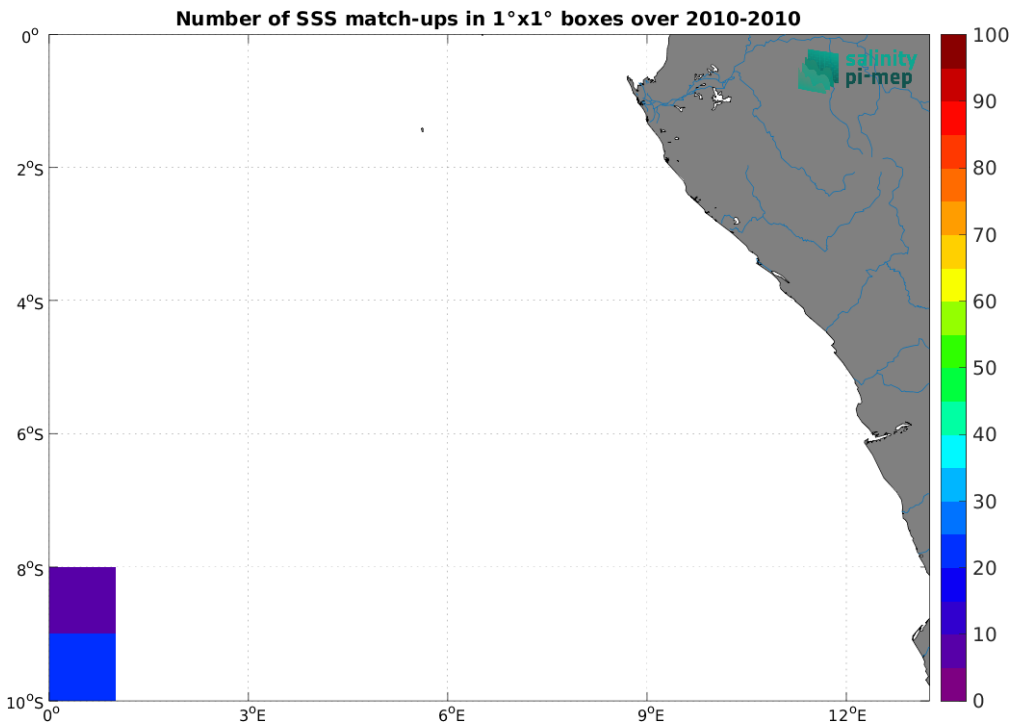 Number of SSS match-ups in 1°x1° boxes over 2010-2010
salinity
pi-mep
0°
2°S
4°S
6°S
8°S
10°S
0°
3°E
6°E
9°E
12°E
100
90
80
70
60
50
40
30
20
10
0